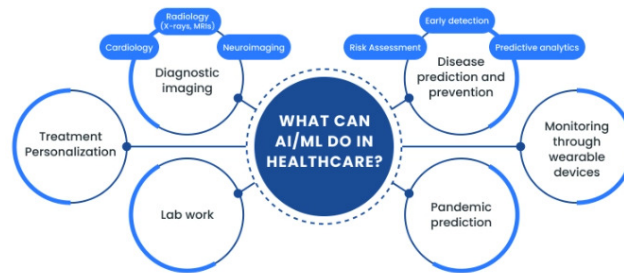 Radiology
(X-rays, MRIs)
Cardiology
Neuroimaging
Diagnostic
imaging
Early detection
Risk Assessment
Predictive analytics
Disease
prediction and
prevention
WHAT CAN
AI/ML DO IN
HEALTHCARE?
Treatment
Personalization
Monitoring
through
wearable
devices
Lab work
Pandemic
prediction